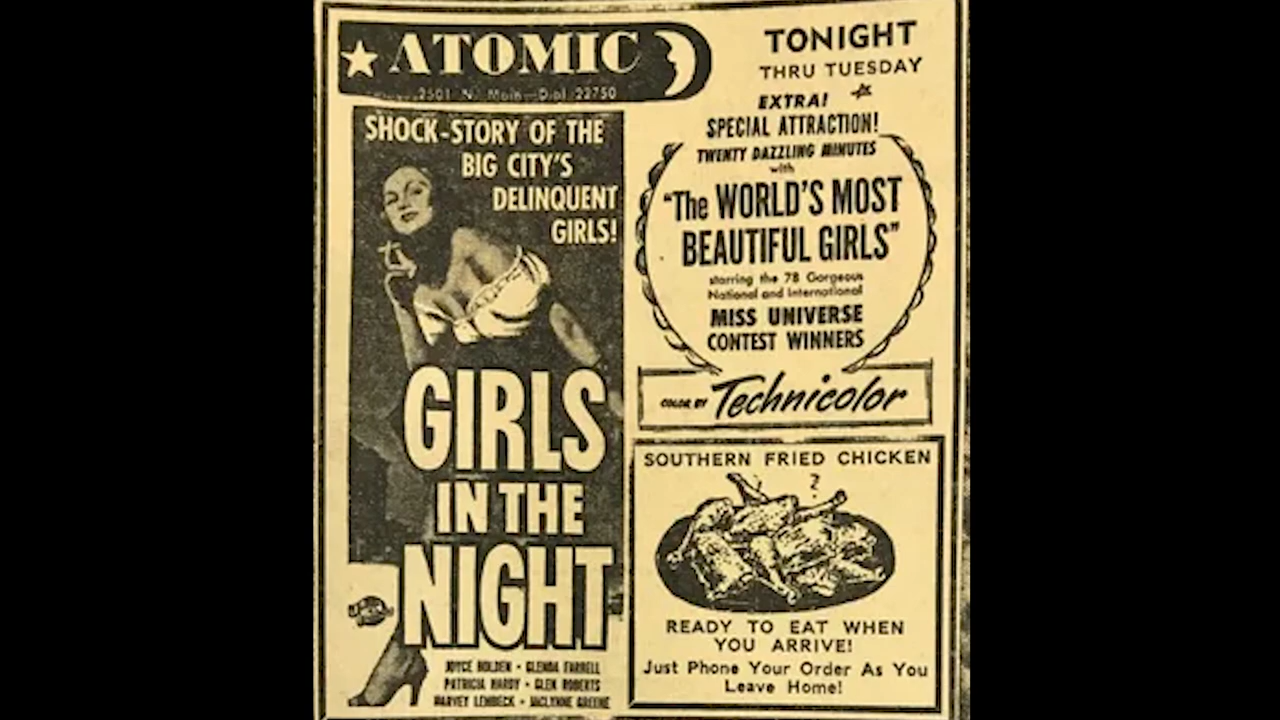 ATOMIC
2501 N. Main—Dial 22750
SHOCK-STORY OF THE
BIG CITY'S
DELINQUENT
GIRLS!
GIRLS
IN THE
NIGHT
JOYCE HOLDEN • GLENDA FARRELL
PATRICIA HARDY • GLEN ROBERTS
HARVEY LEMBECK • JACLYNNE GREENE
TONIGHT
THRU TUESDAY
EXTRA!
SPECIAL ATTRACTION!
TWENTY DAZZLING MINUTES
with
"The WORLD'S MOST
BEAUTIFUL GIRLS"
starring the 78 Gorgeous
National and International
MISS UNIVERSE
CONTEST WINNERS
COLOR BY Technicolor
SOUTHERN FRIED CHICKEN
?
READY TO EAT WHEN
YOU ARRIVE!
Just Phone Your Order As You
Leave Home!